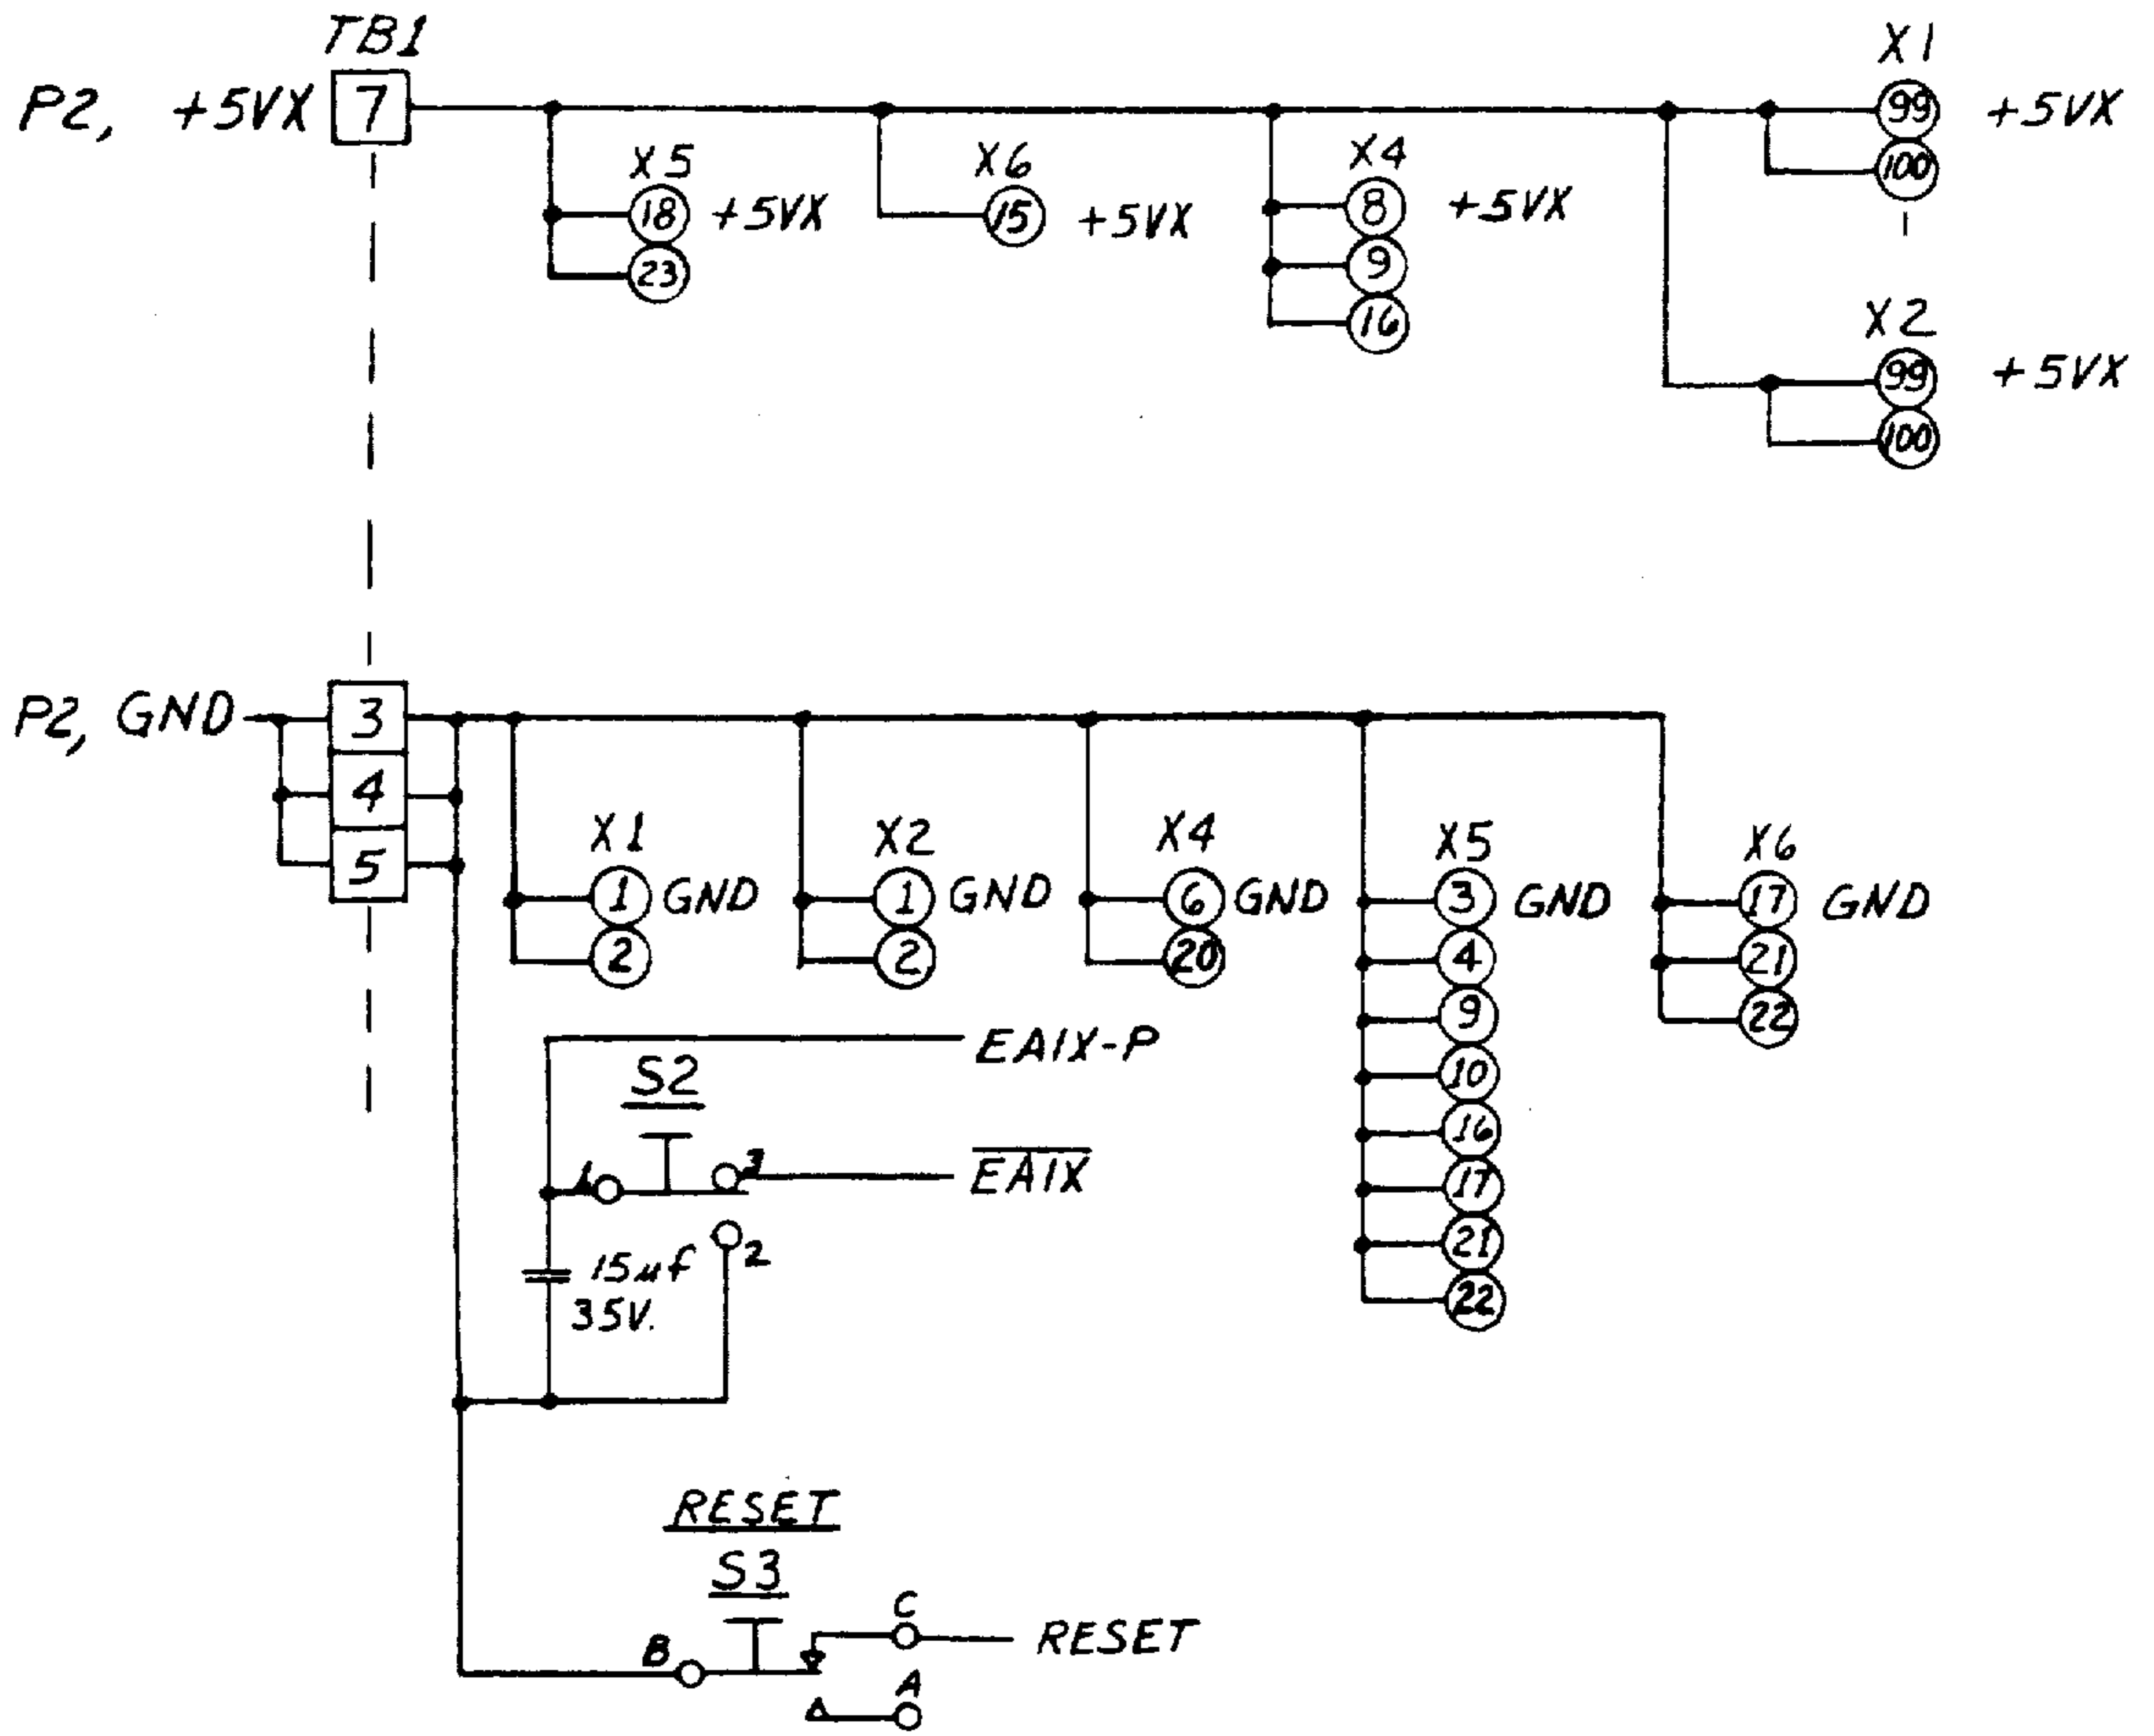 TB1
X1
P2, +5VX 7
99 +5VX
100
X5
18 +5VX
23
X6
15 +5VX
X4
8 +5VX
9
16
X2
99 +5VX
100
P2, GND 3
4
5
X1
1 GND
2
X2
1 GND
2
X4
6 GND
20
X5
3 GND
4
9
10
16
17
21
22
X6
17 GND
21
22
EAIX-P
S2
1
3
EAIX
2
15μf
35V.
RESET
S3
C
RESET
B
A